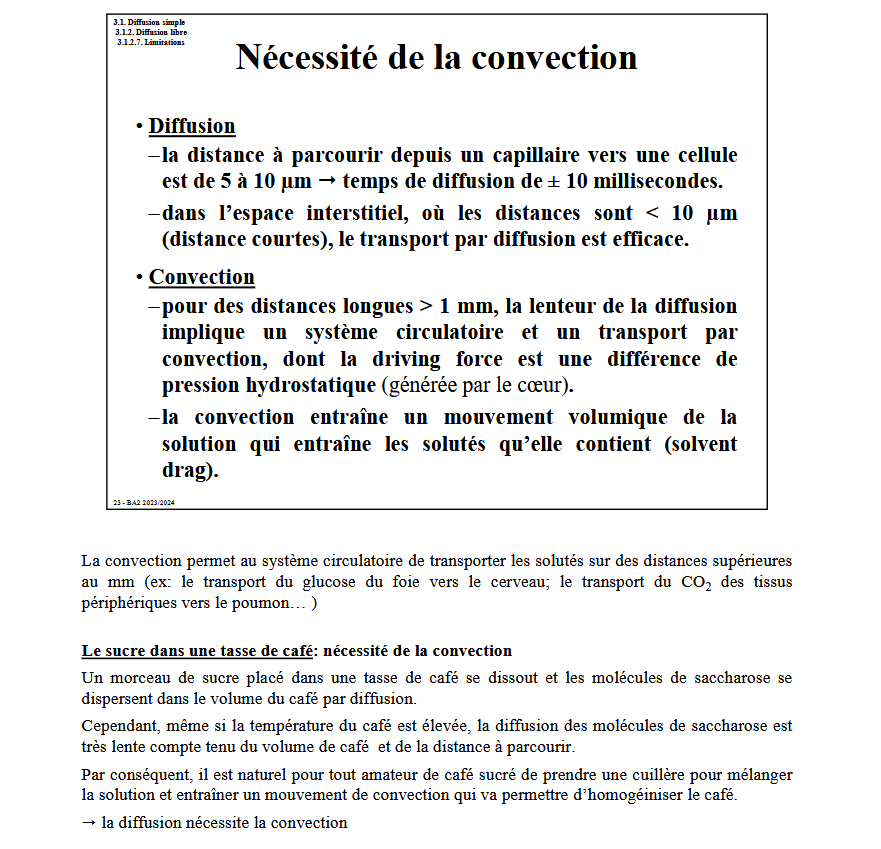 3.1. Diffusion simple
3.1.2. Diffusion libre
3.1.2.7. Limitations
Nécessité de la convection
• Diffusion
–la distance à parcourir depuis un capillaire vers une cellule
est de 5 à 10 µm → temps de diffusion de ± 10 millisecondes.
–dans l’espace interstitiel, où les distances sont < 10 µm
(distance courtes), le transport par diffusion est efficace.
• Convection
–pour des distances longues > 1 mm, la lenteur de la diffusion
implique un système circulatoire et un transport par
convection, dont la driving force est une différence de
pression hydrostatique (générée par le cœur).
–la convection entraîne un mouvement volumique de la
solution qui entraîne les solutés qu’elle contient (solvent
drag).
23 - BA2 2023/2024
La convection permet au système circulatoire de transporter les solutés sur des distances supérieures
au mm (ex: le transport du glucose du foie vers le cerveau; le transport du CO₂ des tissus
périphériques vers le poumon… )
Le sucre dans une tasse de café: nécessité de la convection
Un morceau de sucre placé dans une tasse de café se dissout et les molécules de saccharose se
dispersent dans le volume du café par diffusion.
Cependant, même si la température du café est élevée, la diffusion des molécules de saccharose est
très lente compte tenu du volume de café et de la distance à parcourir.
Par conséquent, il est naturel pour tout amateur de café sucré de prendre une cuillère pour mélanger
la solution et entraîner un mouvement de convection qui va permettre d’homogéiniser le café.
→ la diffusion nécessite la convection